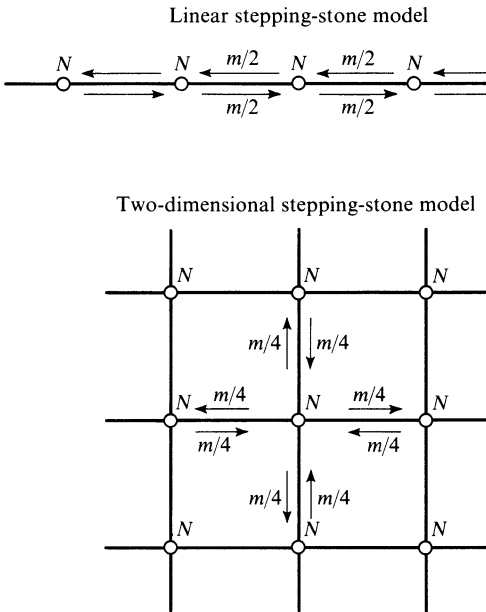 Linear stepping-stone model
N N m/2 N m/2 N
m/2 m/2
Two-dimensional stepping-stone model
N N N
m/4 m/4
N m/4 N m/4 N
m/4 m/4
m/4 m/4
N N N